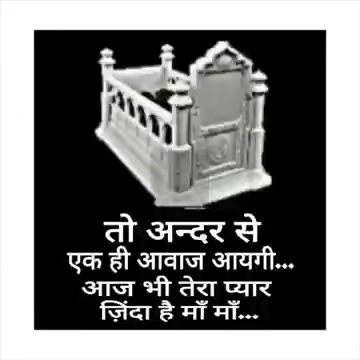 तो अन्दर से
एक ही आवाज आयगी...
आज भी तेरा प्यार
ज़िंदा है माँ माँ...